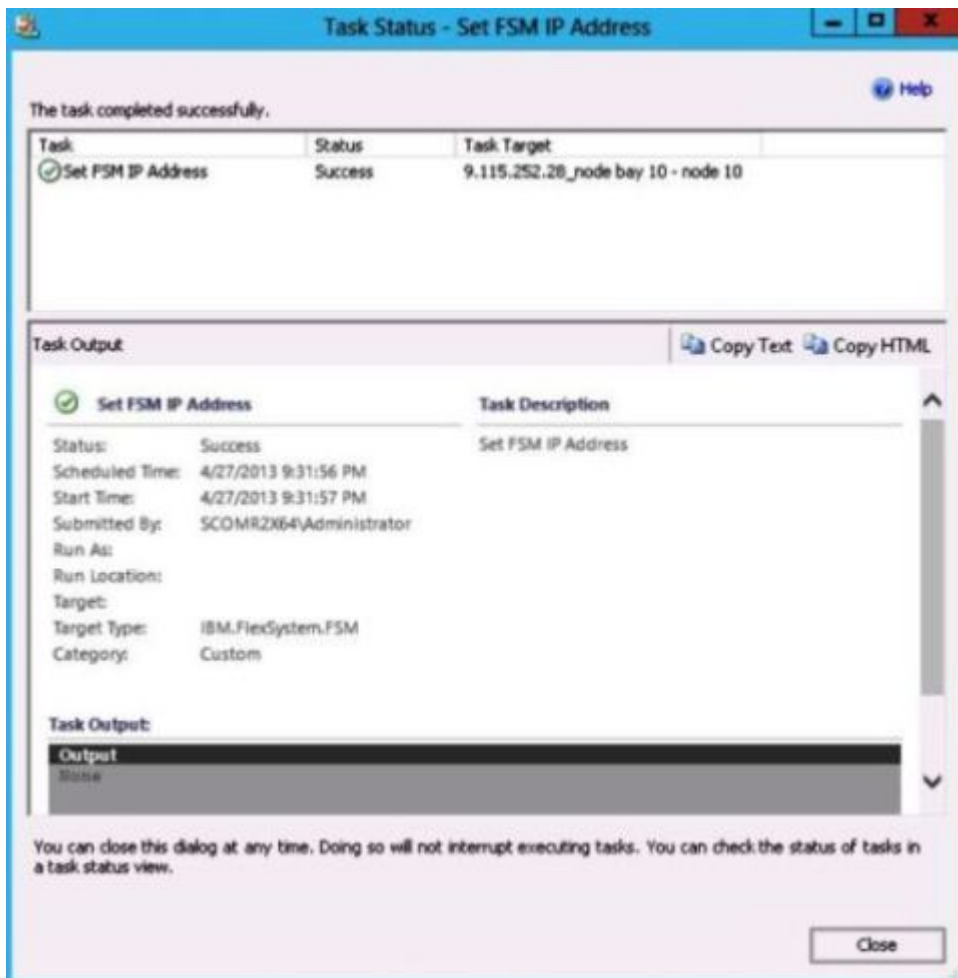 Task Status - Set FSM IP Address
Help
The task completed successfully.
Task Status Task Target
Set FSM IP Address Success 9.115.252.28_node bay 10 - node 10
Task Output Copy Text Copy HTML
Set FSM IP Address Task Description
Status: Success Set FSM IP Address
Scheduled Time: 4/27/2013 9:31:56 PM
Start Time: 4/27/2013 9:31:57 PM
Submitted By: SCOMR2X64\Administrator
Run As:
Run Location:
Target:
Target Type: IBM.FlexSystem.FSM
Category: Custom
Task Output:
Output
None
You can close this dialog at any time. Doing so will not interrupt executing tasks. You can check the status of tasks in
a task status view.
Close